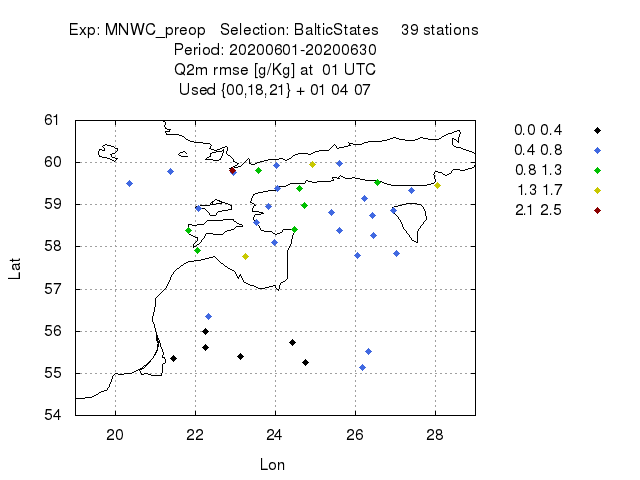 Exp: MNWC_preop Selection: BalticStates 39 stations
Period: 20200601-20200630
Q2m rmse [g/Kg] at 01 UTC
Used {00,18,21} + 01 04 07
61
60
59
58
57
56
55
54
Lat
20 22 24 26 28
Lon
0.0 0.4
0.4 0.8
0.8 1.3
1.3 1.7
2.1 2.5